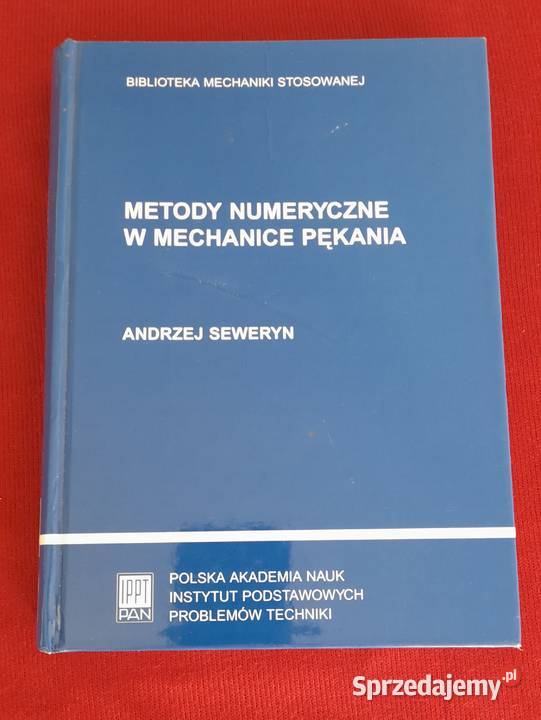 BIBLIOTEKA MECHANIKI STOSOWANEJ
METODY NUMERYCZNE
W MECHANICE PĘKANIA
ANDRZEJ SEWERYN
IPPT
PAN
POLSKA AKADEMIA NAUK
INSTYTUT PODSTAWOWYCH
PROBLEMÓW TECHNIKI
Sprzedajemy.pl